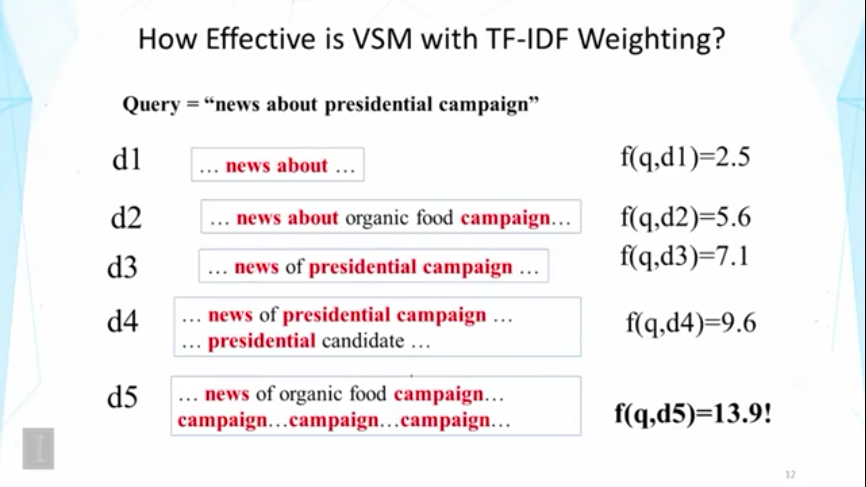 How Effective is VSM with TF-IDF Weighting?
Query = “news about presidential campaign”
d1
… news about …
f(q,d1)=2.5
d2
… news about organic food campaign…
f(q,d2)=5.6
d3
… news of presidential campaign …
f(q,d3)=7.1
d4
… news of presidential campaign …
… presidential candidate …
f(q,d4)=9.6
d5
… news of organic food campaign…
campaign…campaign…campaign…
f(q,d5)=13.9!
I
12